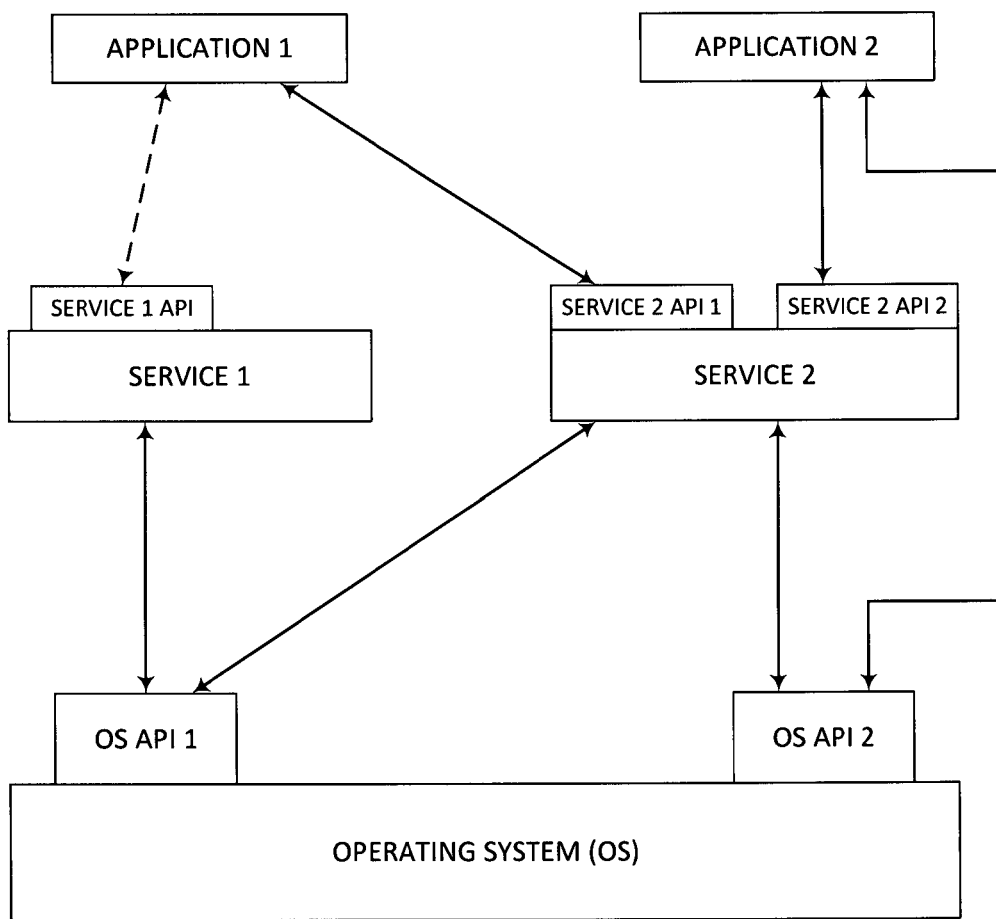 APPLICATION 1
APPLICATION 2
SERVICE 1 API
SERVICE 2 API 1
SERVICE 2 API 2
SERVICE 1
SERVICE 2
OS API 1
OS API 2
OPERATING SYSTEM (OS)